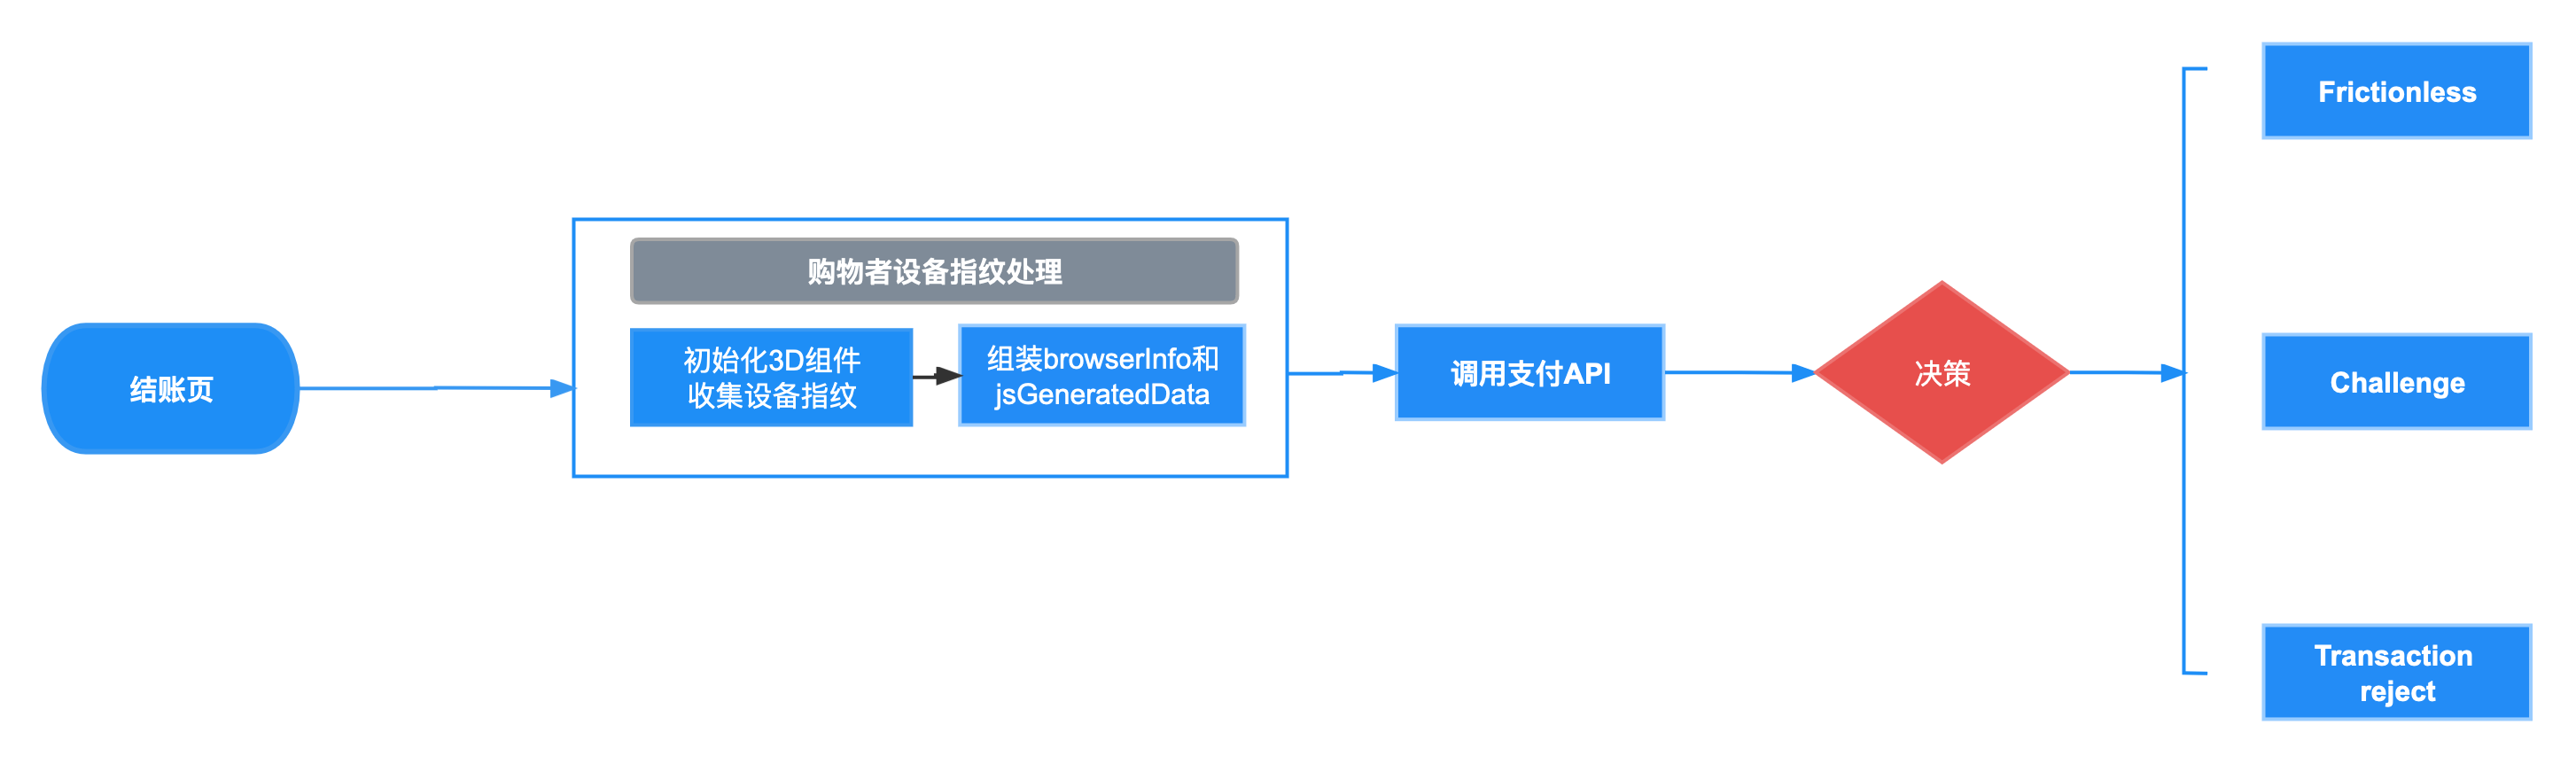 结账页
购物者设备指纹处理
初始化3D组件
收集设备指纹
组装browserInfo和
jsGeneratedData
调用支付API
决策
Frictionless
Challenge
Transaction
reject